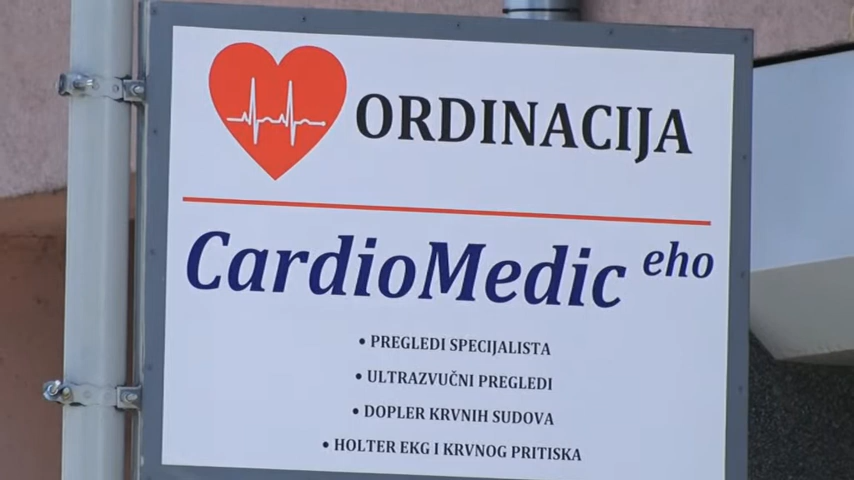 ORDINACIJA
CardioMedic eho
• PREGLEDI SPECIJALISTA
• ULTRAZVUČNI PREGLEDI
• DOPLER KRVNIH SUDOVA
• HOLTER EKG I KRVNOG PRITISKA